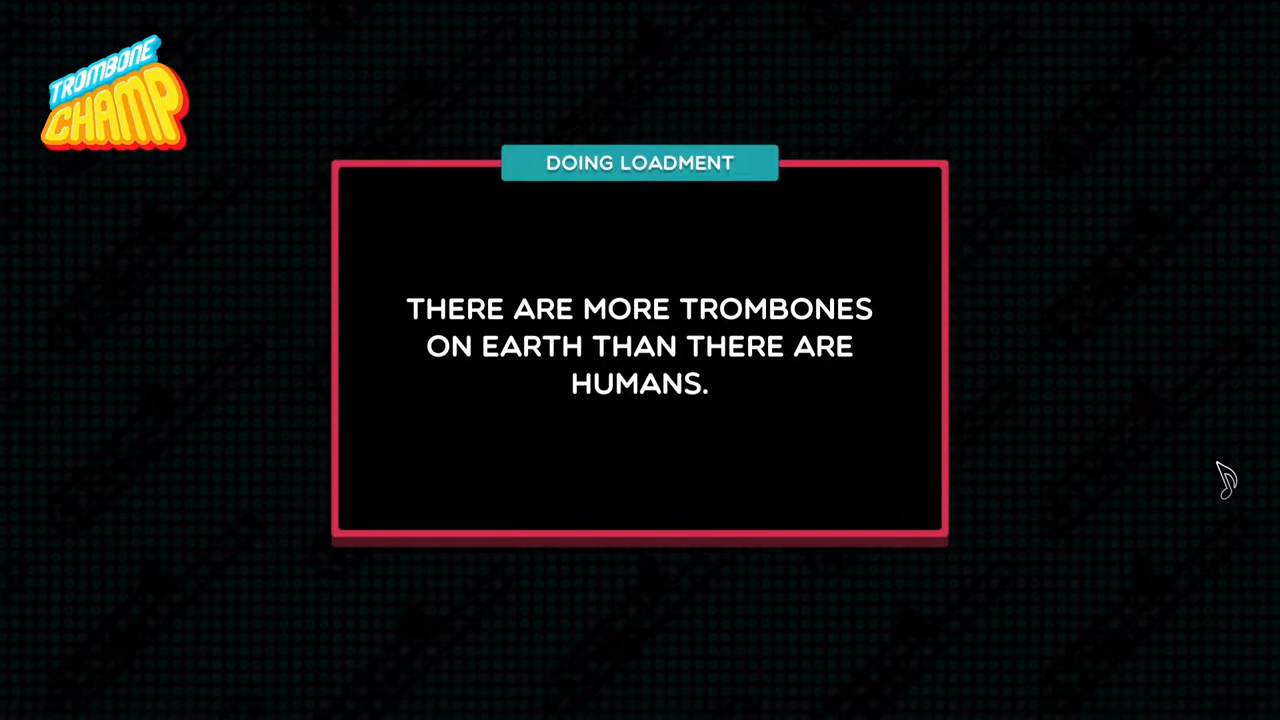 TROMBONE
CHAMP
DOING LOADMENT
THERE ARE MORE TROMBONES
ON EARTH THAN THERE ARE
HUMANS.